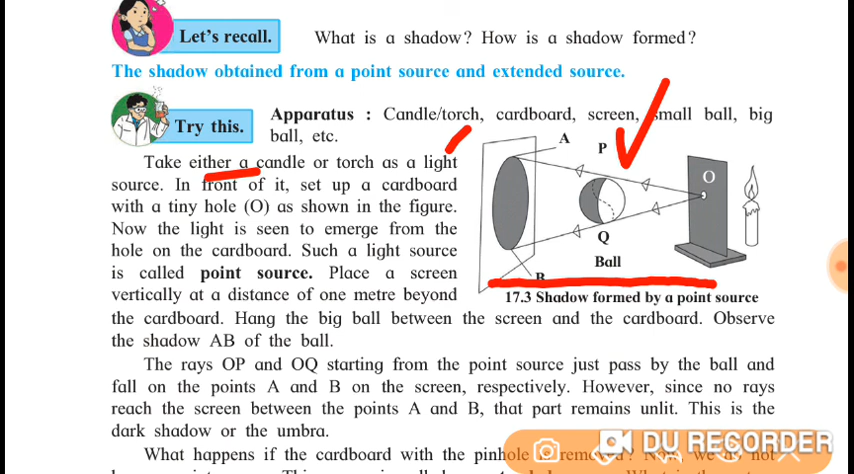 Let's recall. What is a shadow? How is a shadow formed?
The shadow obtained from a point source and extended source.
Try this.
Apparatus : Candle/torch, cardboard, screen, small ball, big
ball, etc.
Take either a candle or torch as a light
source. In front of it, set up a cardboard
with a tiny hole (O) as shown in the figure.
Now the light is seen to emerge from the
hole on the cardboard. Such a light source
is called point source. Place a screen
vertically at a distance of one metre beyond
A
P
O
Q
Ball
B
17.3 Shadow formed by a point source
the cardboard. Hang the big ball between the screen and the cardboard. Observe
the shadow AB of the ball.
The rays OP and OQ starting from the point source just pass by the ball and
fall on the points A and B on the screen, respectively. However, since no rays
reach the screen between the points A and B, that part remains unlit. This is the
dark shadow or the umbra.
What happens if the cardboard with the pinhole
DU RECORDER